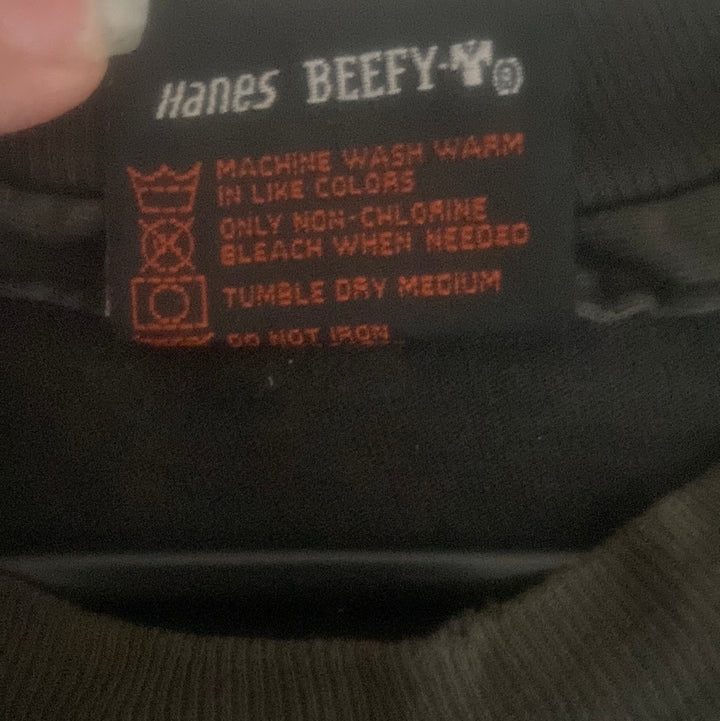 Hanes BEEFY-T®
MACHINE WASH WARM
IN LIKE COLORS
ONLY NON-CHLORINE
BLEACH WHEN NEEDED
TUMBLE DRY MEDIUM
DO NOT IRON